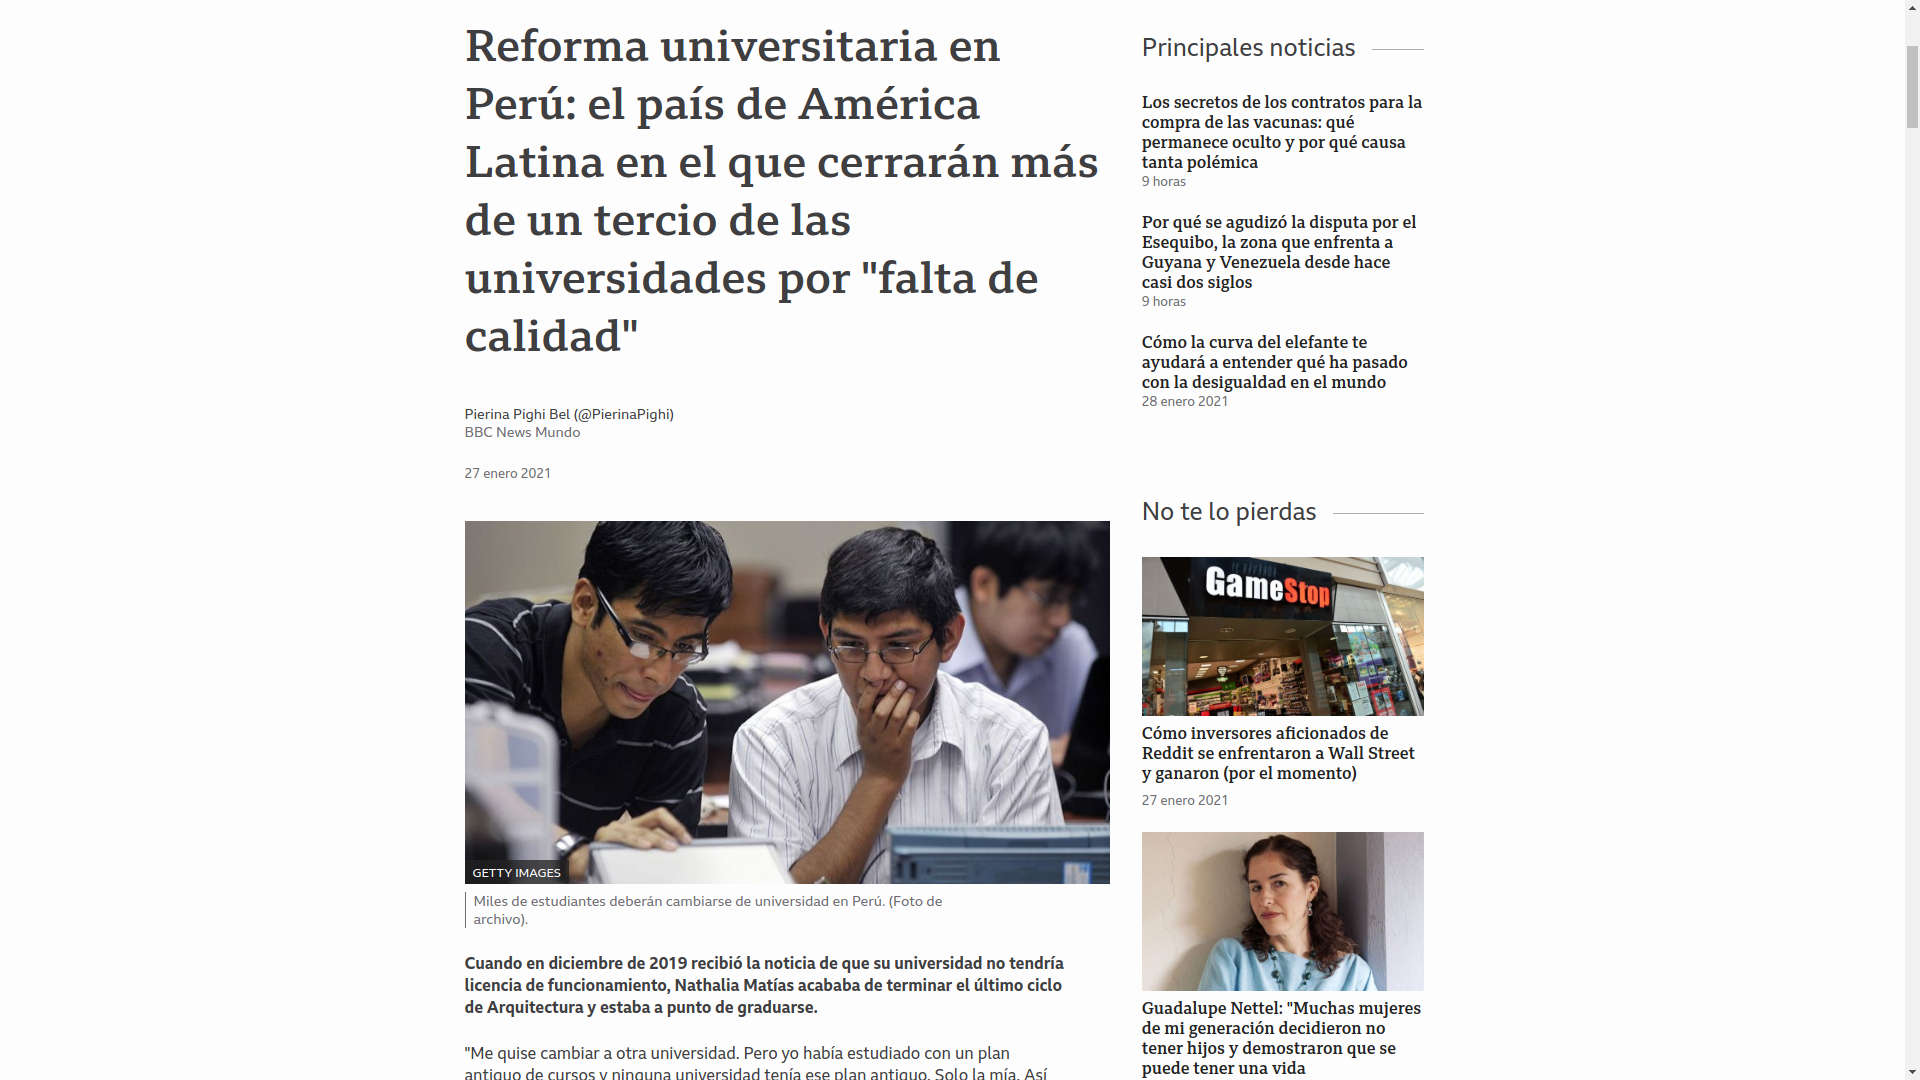 Reforma universitaria en
Perú: el país de América
Latina en el que cerrarán más
de un tercio de las
universidades por "falta de
calidad"
Pierina Pighi Bel (@PierinaPighi)
BBC News Mundo
27 enero 2021
GETTY IMAGES
Miles de estudiantes deberán cambiarse de universidad en Perú. (Foto de
archivo).
Cuando en diciembre de 2019 recibió la noticia de que su universidad no tendría
licencia de funcionamiento, Nathalia Matías acababa de terminar el último ciclo
de Arquitectura y estaba a punto de graduarse.
"Me quise cambiar a otra universidad. Pero yo había estudiado con un plan
antiguo de cursos y ninguna universidad tenía ese plan antiguo. Solo la mía. Así
Principales noticias
Los secretos de los contratos para la
compra de las vacunas: qué
permanece oculto y por qué causa
tanta polémica
9 horas
Por qué se agudizó la disputa por el
Esequibo, la zona que enfrenta a
Guyana y Venezuela desde hace
casi dos siglos
9 horas
Cómo la curva del elefante te
ayudará a entender qué ha pasado
con la desigualdad en el mundo
28 enero 2021
No te lo pierdas
GameStop
Cómo inversores aficionados de
Reddit se enfrentaron a Wall Street
y ganaron (por el momento)
27 enero 2021
Guadalupe Nettel: "Muchas mujeres
de mi generación decidieron no
tener hijos y demostraron que se
puede tener una vida